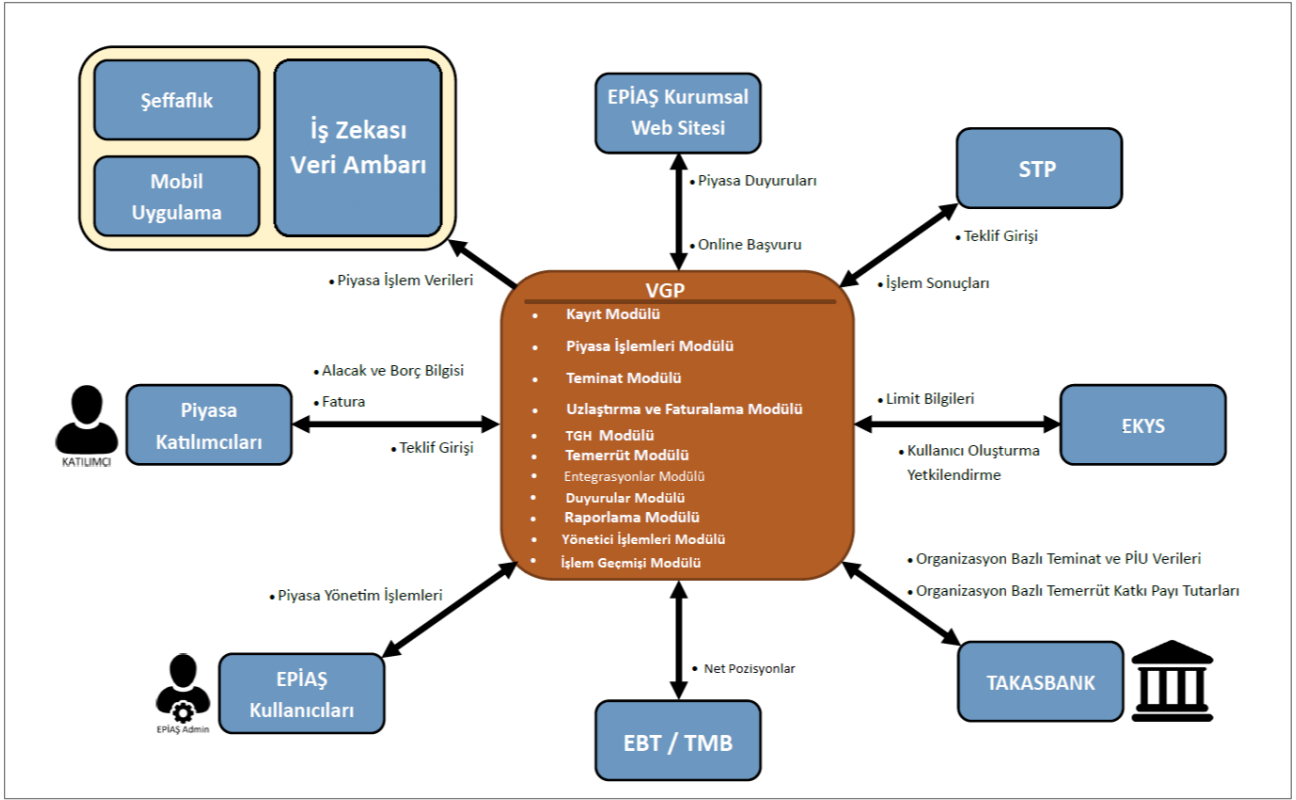 Şeffaflık
İş Zekası
Veri Ambarı
Mobil
Uygulama
EPİAŞ Kurumsal
Web Sitesi
STP
• Piyasa Duyuruları
• Online Başvuru
• Teklif Girişi
• İşlem Sonuçları
• Piyasa İşlem Verileri
VGP
• Kayıt Modülü
• Piyasa İşlemleri Modülü
• Teminat Modülü
• Uzlaştırma ve Faturalama Modülü
• TGH Modülü
• Temerrüt Modülü
• Entegrasyonlar Modülü
• Duyurular Modülü
• Raporlama Modülü
• Yönetici İşlemleri Modülü
• İşlem Geçmişi Modülü
• Alacak ve Borç Bilgisi
• Fatura
• Teklif Girişi
Piyasa
Katılımcıları
KATILIMCI
• Limit Bilgileri
• Kullanıcı Oluşturma
Yetkilendirme
EKYS
• Piyasa Yönetim İşlemleri
EPİAŞ
Kullanıcıları
EPİAŞ Admin
• Net Pozisyonlar
EBT / TMB
• Organizasyon Bazlı Teminat ve PİU Verileri
• Organizasyon Bazlı Temerrüt Katkı Payı Tutarları
TAKASBANK